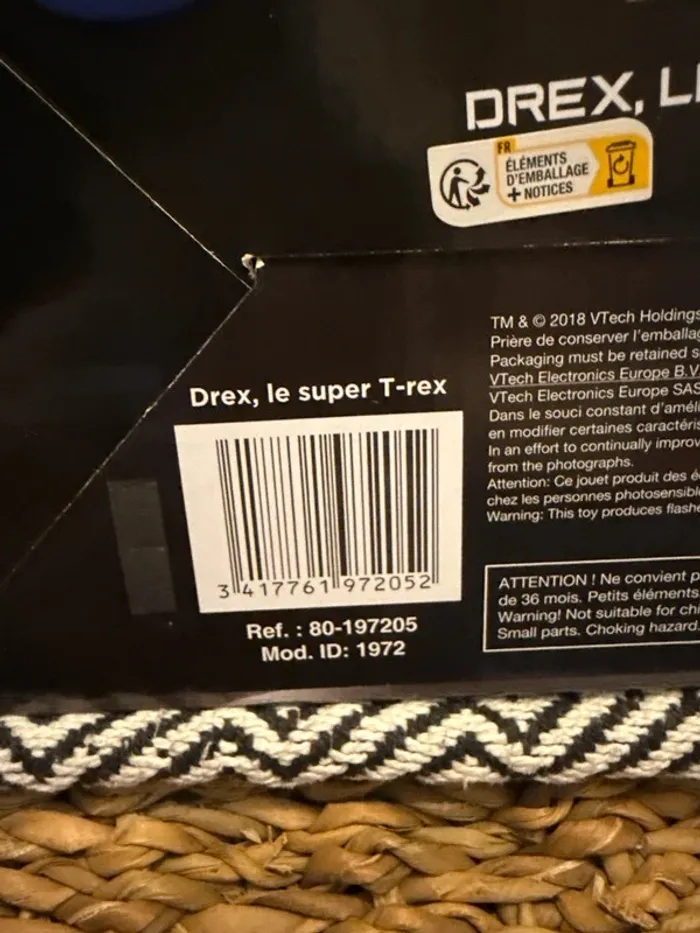 DREX, L
FR
ÉLÉMENTS
D'EMBALLAGE
+ NOTICES
Drex, le super T-rex
3 417761 972052
Ref. : 80-197205
Mod. ID: 1972
TM & © 2018 VTech Holdings
Prière de conserver l'emballa
Packaging must be retained s
VTech Electronics Europe B.V.
VTech Electronics Europe SAS
Dans le souci constant d'amél
en modifier certaines caractéris
In an effort to continually improv
from the photographs.
Attention: Ce jouet produit des é
chez les personnes photosensibl
Warning: This toy produces flashe
ATTENTION ! Ne convient p
de 36 mois. Petits éléments.
Warning! Not suitable for chi
Small parts. Choking hazard.